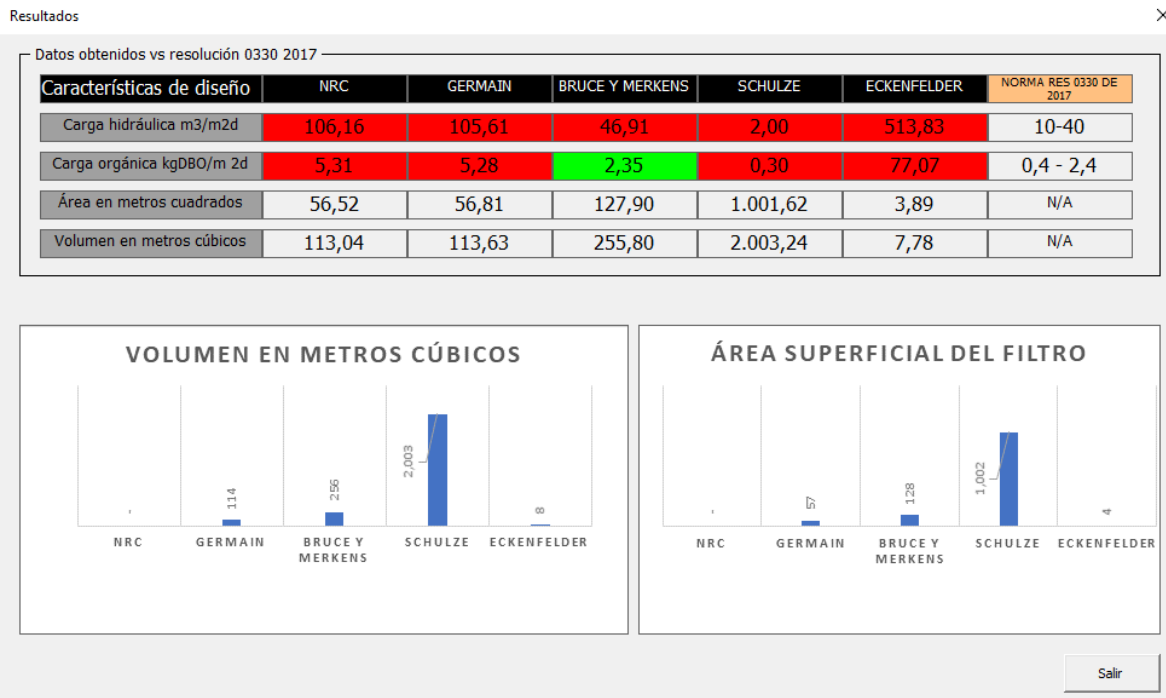 Resultados
Datos obtenidos vs resolución 0330 2017
Características de diseño NRC GERMAIN BRUCE Y MERKENS SCHULZE ECKENFELDER NORMA RES 0330 DE
2017
Carga hidráulica m3/m2d 106,16 105,61 46,91 2,00 513,83 10-40
Carga orgánica kgDBO/m 2d 5,31 5,28 2,35 0,30 77,07 0,4 - 2,4
Área en metros cuadrados 56,52 56,81 127,90 1.001,62 3,89 N/A
Volumen en metros cúbicos 113,04 113,63 255,80 2.003,24 7,78 N/A
VOLUMEN EN METROS CÚBICOS
- 114 256 2,003 8
NRC GERMAIN BRUCE Y SCHULZE ECKENFELDER
MERKENS
ÁREA SUPERFICIAL DEL FILTRO
- 57 128 1,002 4
NRC GERMAIN BRUCE Y SCHULZE ECKENFELDER
MERKENS
Salir